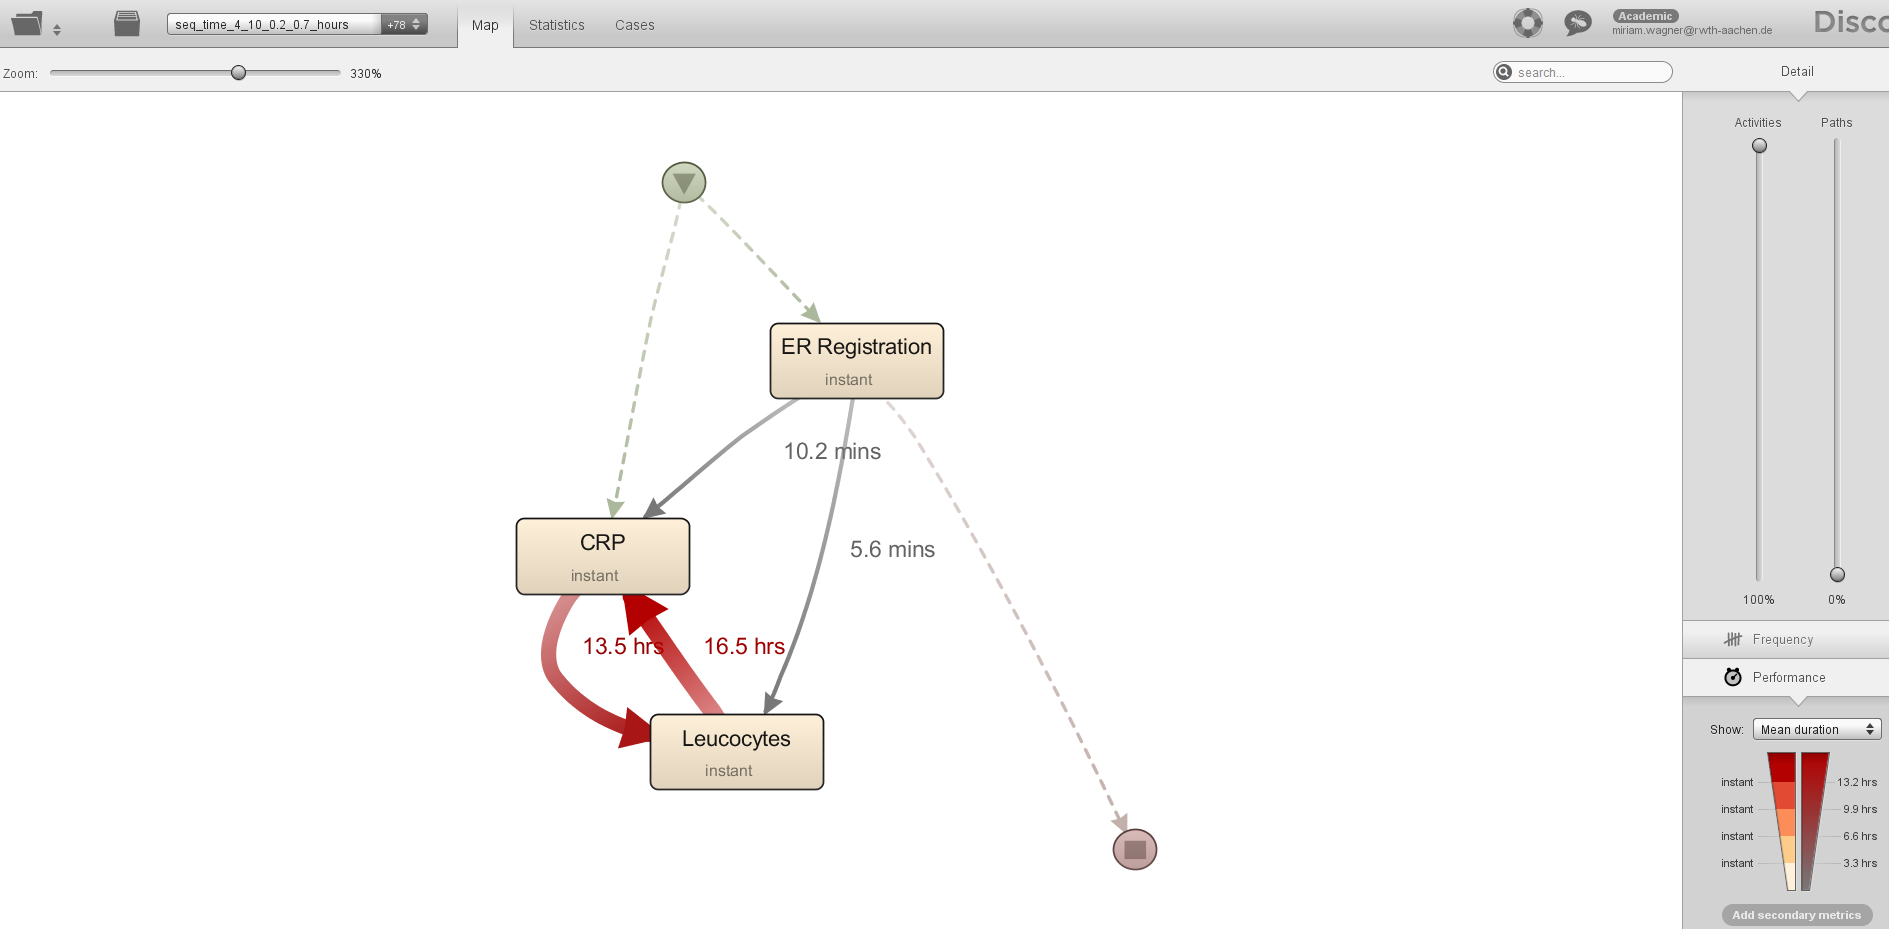 seq_time_4_10_0.2_0.7_hours +78
Map Statistics Cases
Academic
miriam.wagner@rwth-aachen.de
Disco
Zoom: 330%
search...
Detail
Activities Paths
ER Registration
instant
10.2 mins
CRP
instant
5.6 mins
13.5 hrs 16.5 hrs
Leucocytes
instant
100% 0%
Frequency
Performance
Show: Mean duration
instant 13.2 hrs
instant 9.9 hrs
instant 6.6 hrs
instant 3.3 hrs
Add secondary metrics